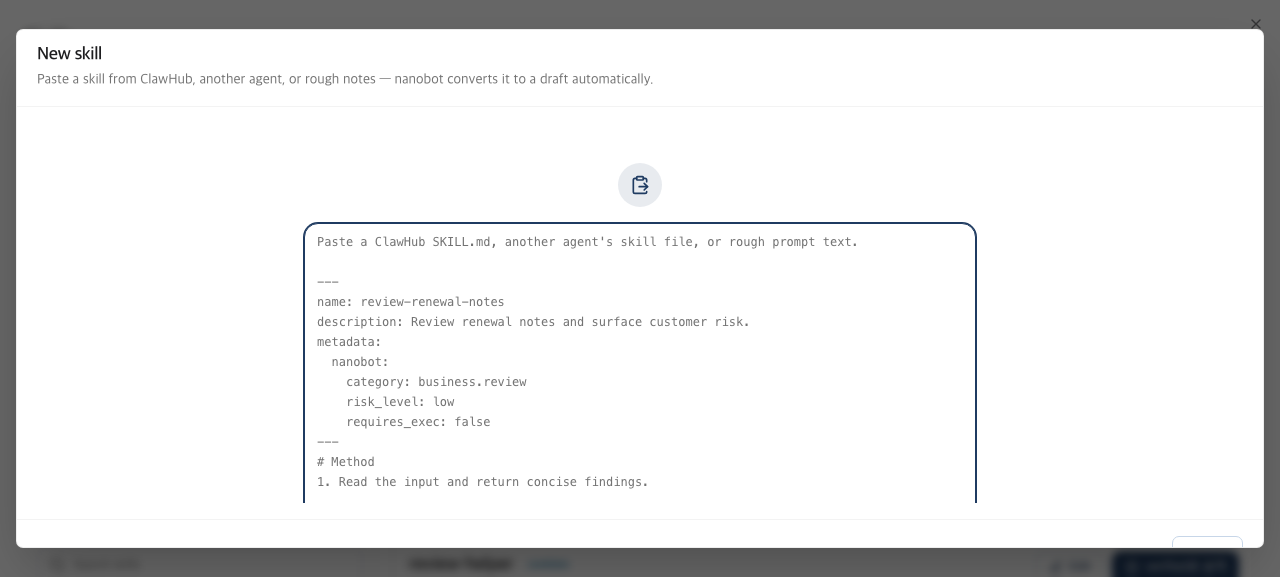 New skill
Paste a skill from ClawHub, another agent, or rough notes — nanobot converts it to a draft automatically.
Paste a ClawHub SKILL.md, another agent's skill file, or rough prompt text.
---
name: review-renewal-notes
description: Review renewal notes and surface customer risk.
metadata:
  nanobot:
    category: business.review
    risk_level: low
    requires_exec: false
---
# Method
1. Read the input and return concise findings.